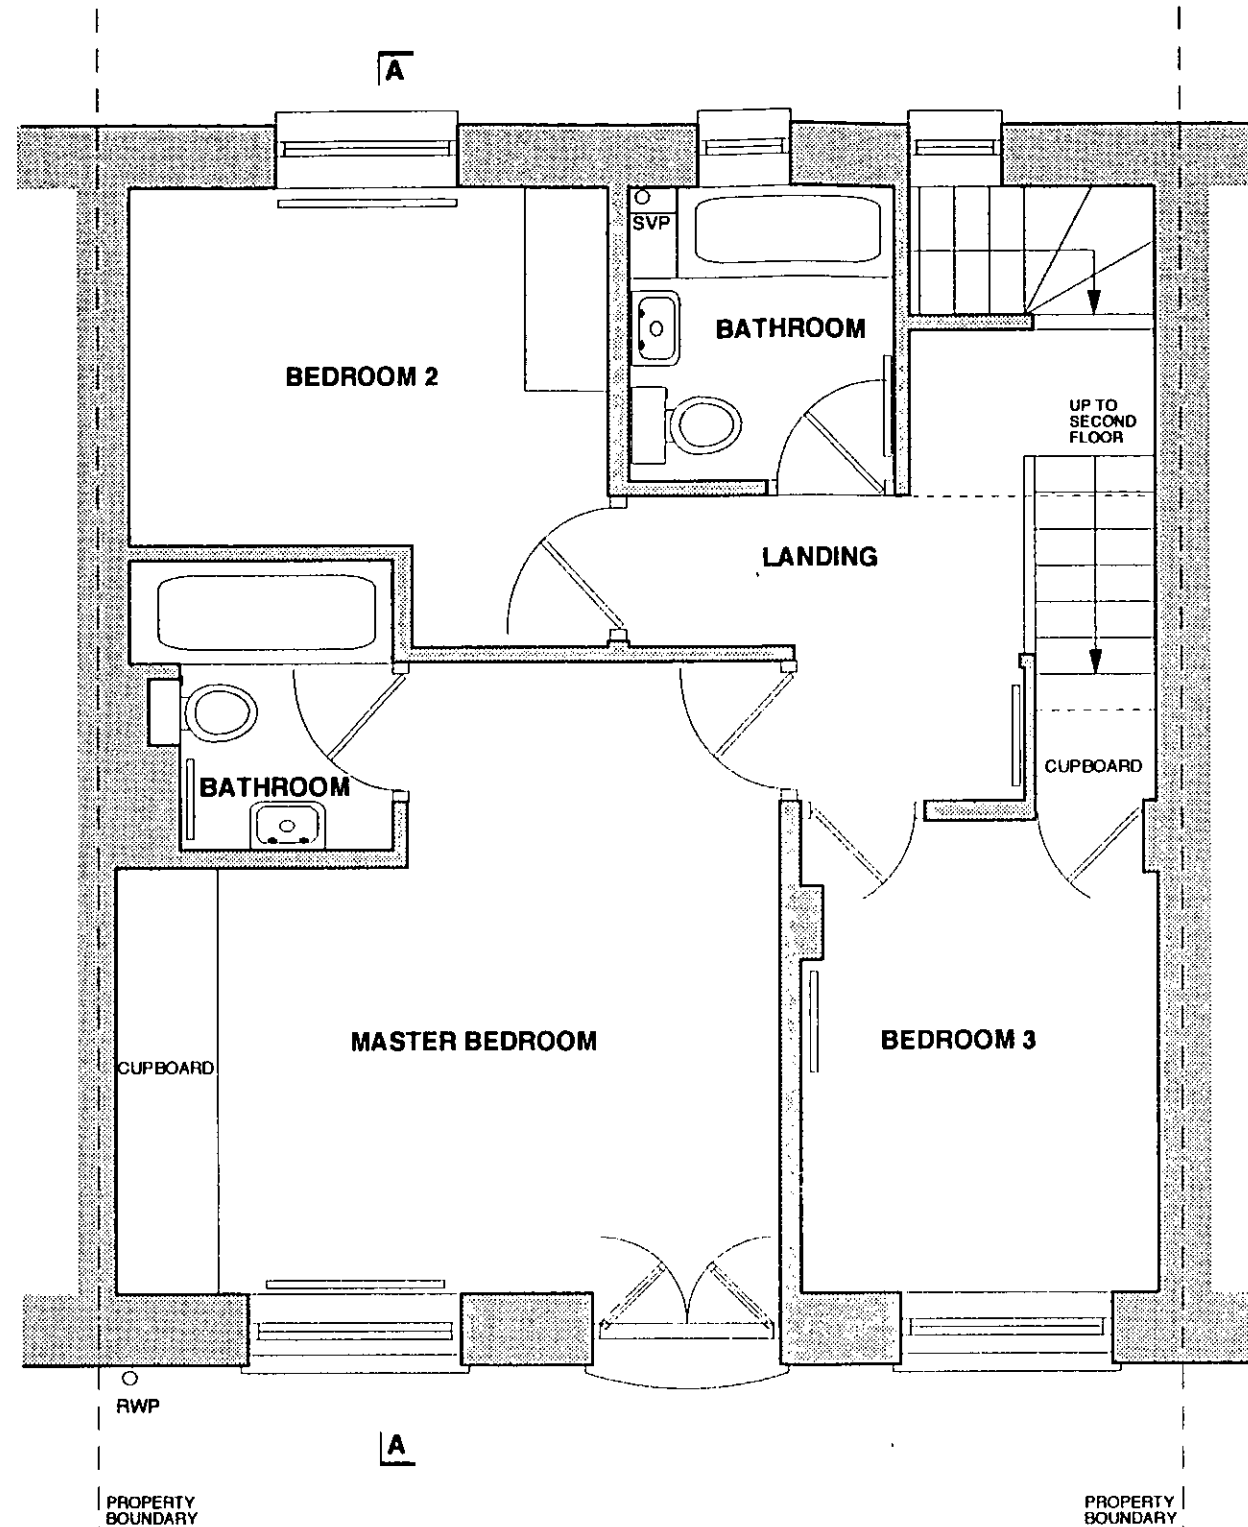 A
SVP
BATHROOM
BEDROOM 2
UP TO
SECOND
FLOOR
LANDING
CUPBOARD
BATHROOM
MASTER BEDROOM
BEDROOM 3
CUPBOARD
RWP
A
PROPERTY
BOUNDARY
PROPERTY
BOUNDARY